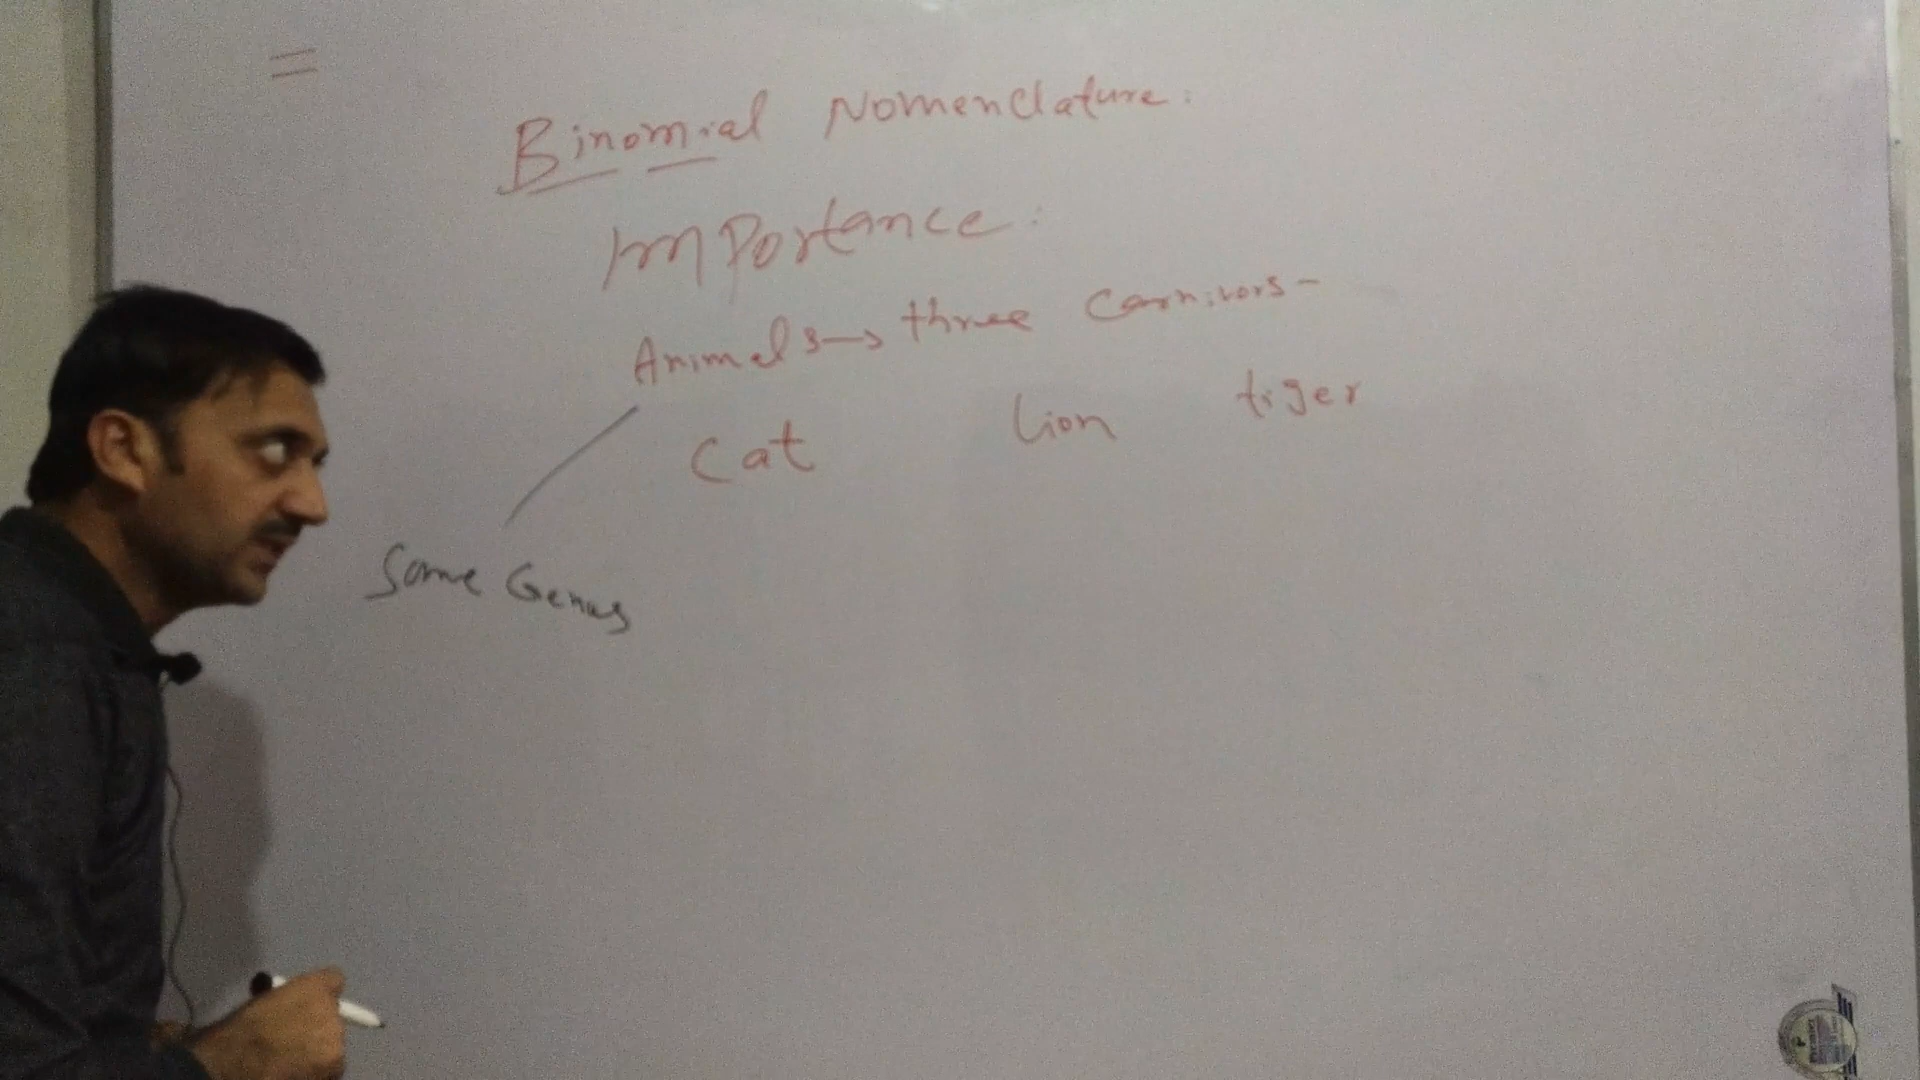 =
Binomial Nomenclature:
Importance:
Animals → three Carnivors -
Cat lion tiger
Same Genus